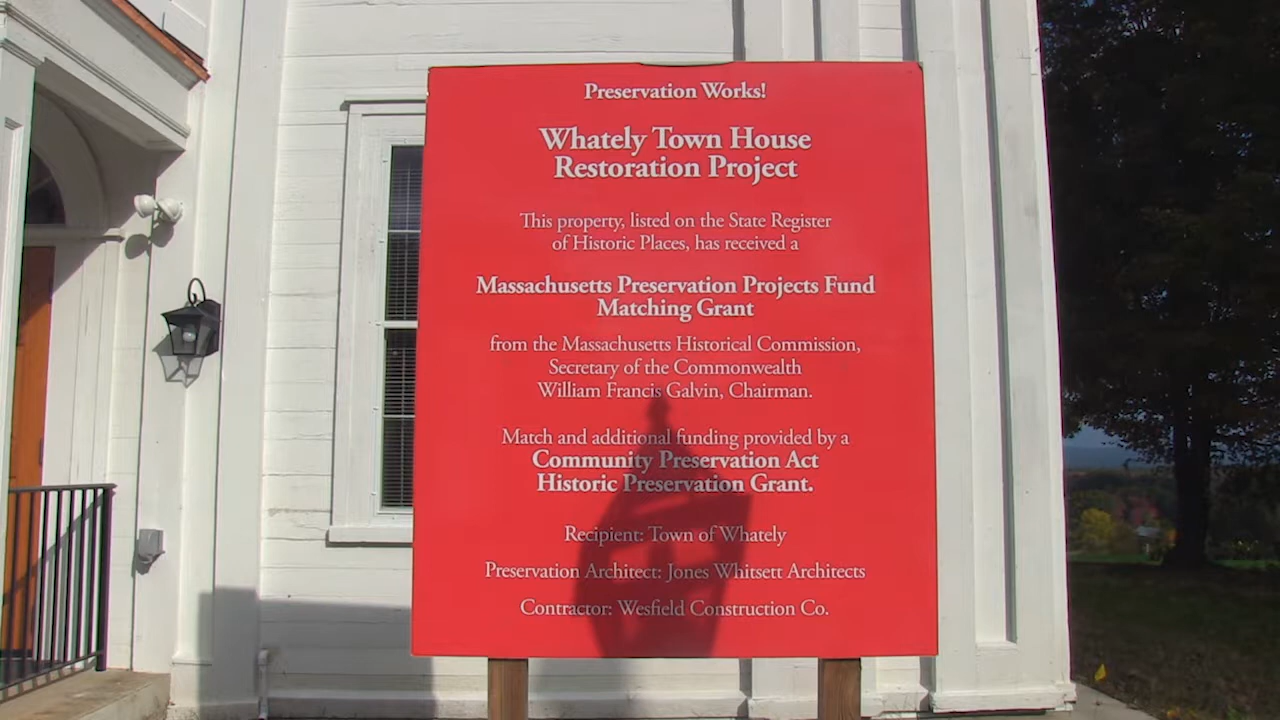 Preservation Works!
Whately Town House
Restoration Project
This property, listed on the State Register
of Historic Places, has received a
Massachusetts Preservation Projects Fund
Matching Grant
from the Massachusetts Historical Commission,
Secretary of the Commonwealth
William Francis Galvin, Chairman.
Match and additional funding provided by a
Community Preservation Act
Historic Preservation Grant.
Recipient: Town of Whately
Preservation Architect: Jones Whitsett Architects
Contractor: Wesfield Construction Co.